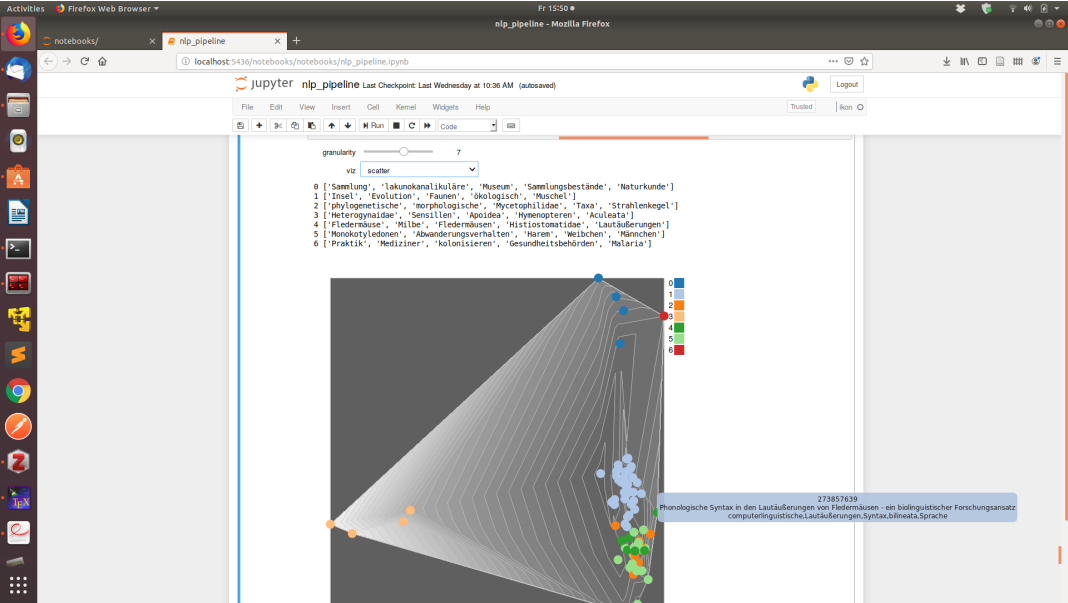 Activities Firefox Web Browser Fr 15:50
nlp_pipeline - Mozilla Firefox
notebooks/ nlp_pipeline
localhost:5436/notebooks/notebooks/nlp_pipeline.ipynb
jupyter nlp_pipeline Last Checkpoint: Last Wednesday at 10:36 AM (autosaved) Logout
File Edit View Insert Cell Kernel Widgets Help Trusted Ikon
Run Code
granularity 7
viz scatter
0 ['Sammlung', 'lakunokanalikuläre', 'Museum', 'Sammlungsbestände', 'Naturkunde']
1 ['Insel', 'Evolution', 'Faunen', 'ökologisch', 'Muschel']
2 ['phylogenetische', 'morphologische', 'Mycetophilidae', 'Taxa', 'Strahlenkegel']
3 ['Heterogynaidae', 'Sensillen', 'Apoidea', 'Hymenopteren', 'Aculeata']
4 ['Fledermäuse', 'Milbe', 'Fledermäusen', 'Histiostomatidae', 'Lautäußerungen']
5 ['Monokotyledonen', 'Abwanderungsverhalten', 'Harem', 'Weibchen', 'Männchen']
6 ['Praktik', 'Mediziner', 'kolonisieren', 'Gesundheitsbehörden', 'Malaria']
0
1
2
3
4
5
6
273857639
Phonologische Syntax in den Lautäußerungen von Fledermäusen - ein biolinguistischer Forschungsansatz
computerlinguistische,Lautäußerungen,Syntax,bilineata,Sprache